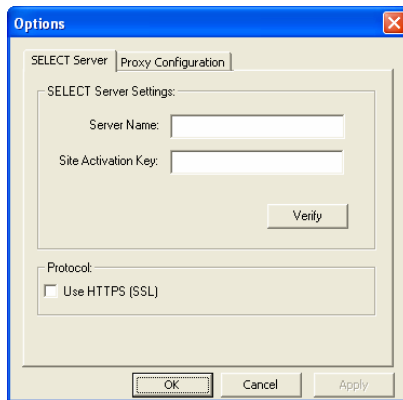 Options
SELECT Server Proxy Configuration
SELECT Server Settings:
Server Name:
Site Activation Key:
Verify
Protocol:
Use HTTPS (SSL)
OK Cancel Apply